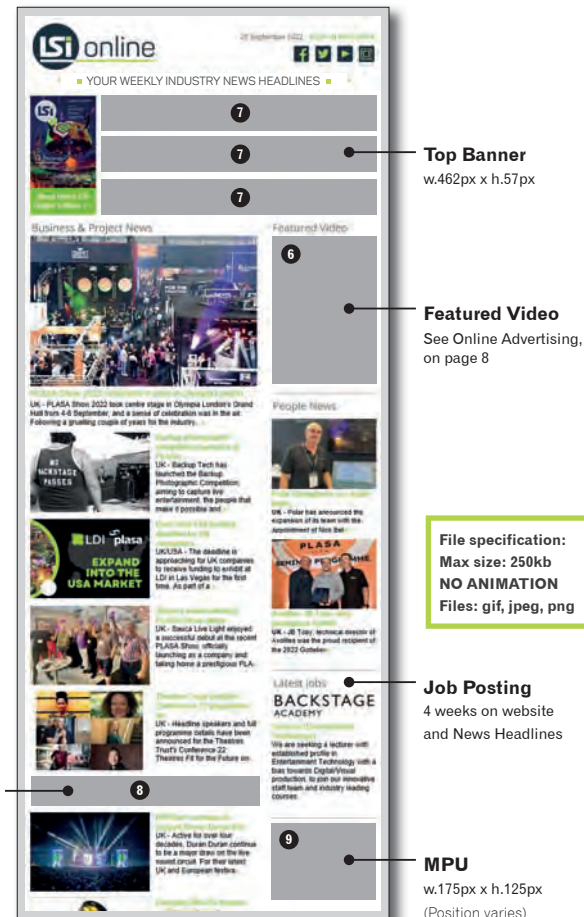 LSi online
YOUR WEEKLY INDUSTRY NEWS HEADLINES
LSi
7
7
7
Top Banner
w.462px x h.57px
Business & Project News
Featured Video
6
Featured Video
See Online Advertising,
on page 8
UK - PLASA Show 2022 took centre stage in Olympia London's Grand
Hall from 4-6 September, and a sense of celebration was in the air
Following a gruelling couple of years for the industry
NO
BACKSTAGE
PASSES
UK - Backup Tech has
launched the Backup
Photographic Competition,
aiming to capture live
entertainment, the people that
make it possible and
LDI plasa
EXPAND
INTO THE
USA MARKET
UK/USA - The deadline is
approaching for UK companies
to receive funding to exhibit at
LDI in Las Vegas for the first
time. As part of a
UK - Sauca Live Light enjoyed
a successful debut at the recent
PLASA Show, officially
launching as a company and
taking home a prestigious PLA
UK - Headline speakers and full
programme details have been
announced for the Theatres
Trust's Conference 22:
Theatres Fit for the Future on
8
UK - Active for over four
decades, Duran Duran continue
to be a major draw on the live
sound circuit. For their latest
UK and European festiva
People News
UK - Polar has announced the
expansion of its team with the
appointment of Nick Bel
PLASA
UK - JB Toby, technical director of
Avolites was the proud recipient of
the 2022 Gottelier
File specification:
Max size: 250kb
NO ANIMATION
Files: gif, jpeg, png
Latest jobs
BACKSTAGE
ACADEMY
We are seeking a lecturer with
established profile in
Entertainment Technology with a
bias towards Digital/Visual
production, to join our innovative
staff team and industry leading
courses.
Job Posting
4 weeks on website
and News Headlines
9
MPU
w.175px x h.125px
(Position varies)